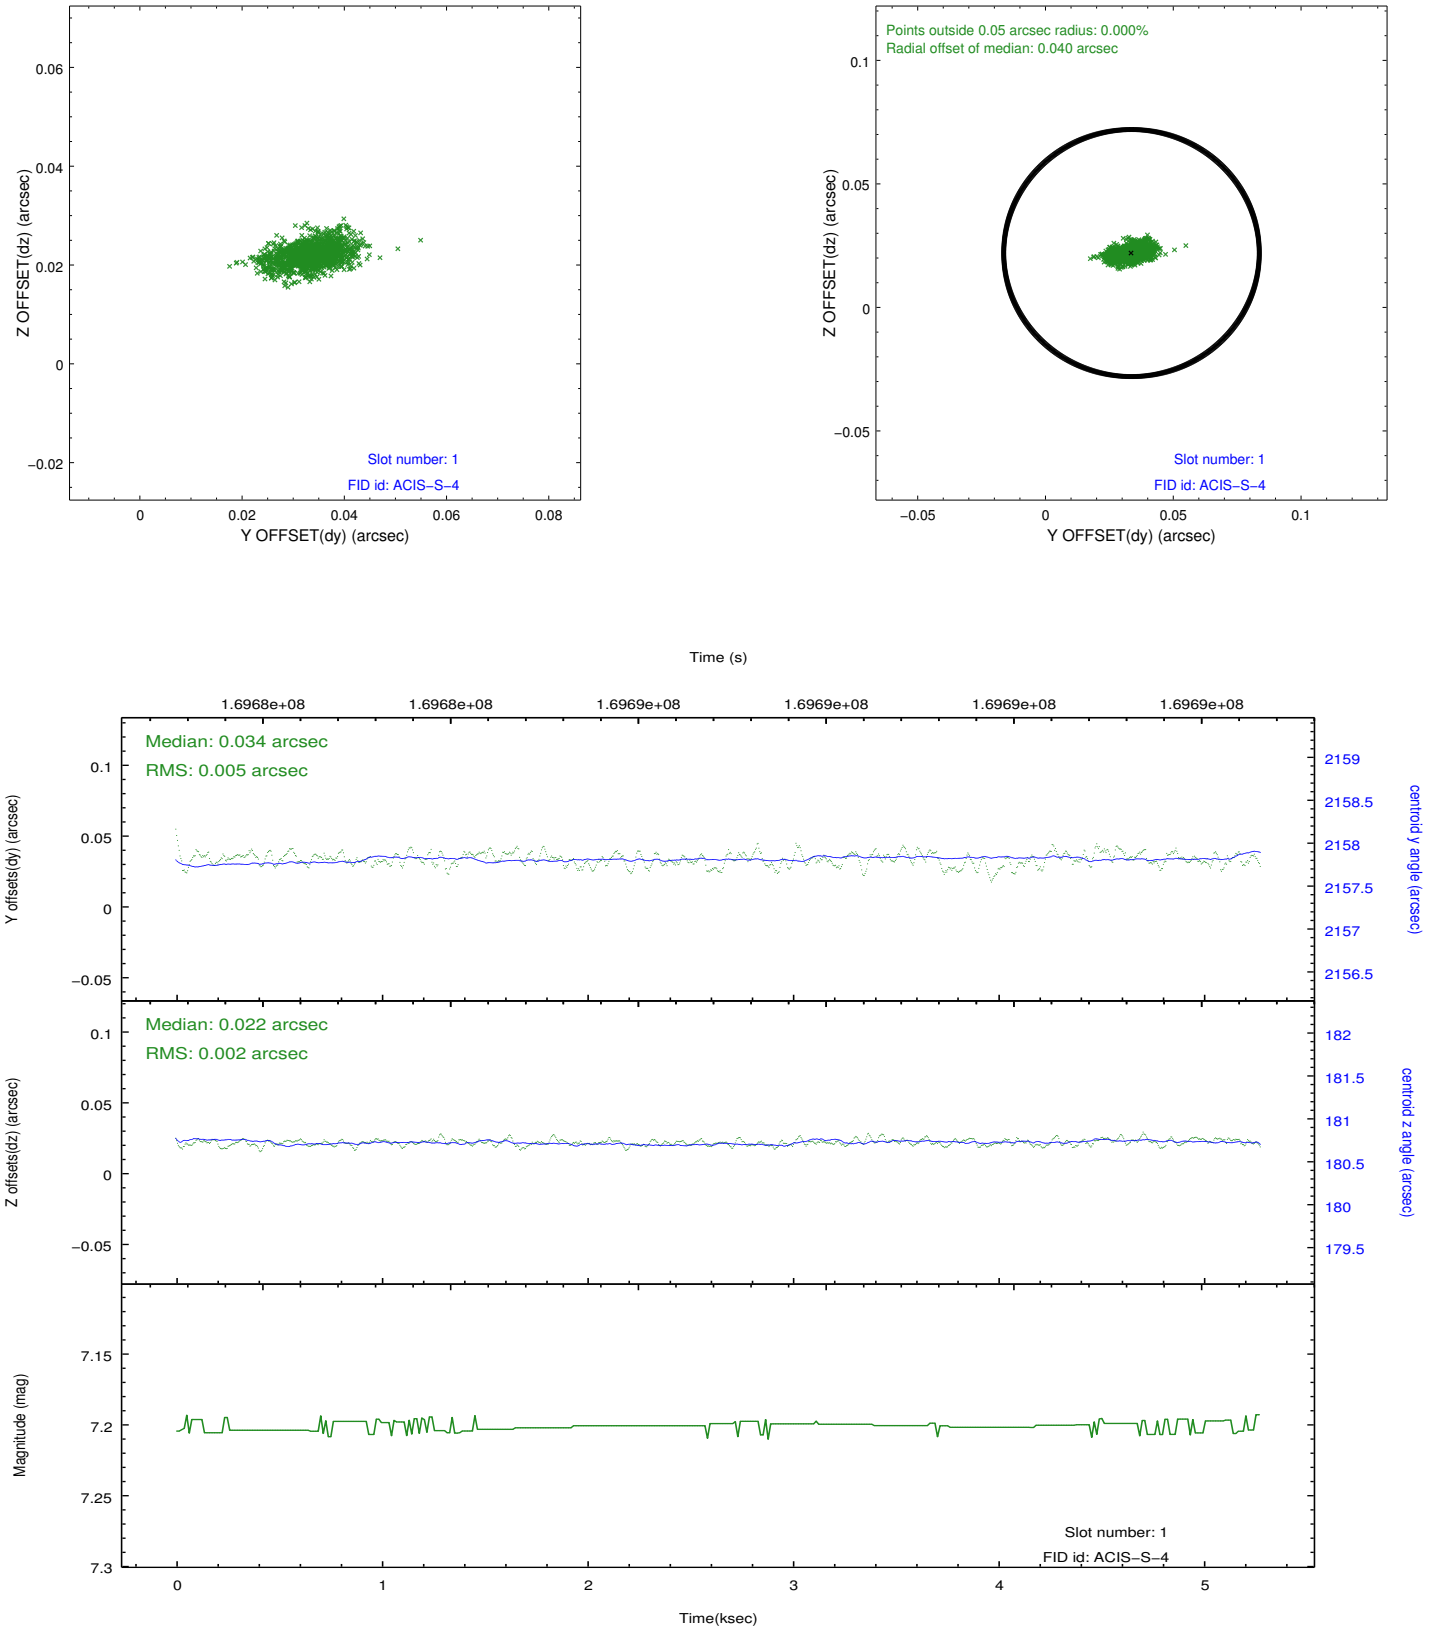 0.06
0.04
0.02
0
−0.02
Z OFFSET(dz) (arcsec)
Slot number: 1
FID id: ACIS−S−4
0 0.02 0.04 0.06 0.08
Y OFFSET(dy) (arcsec)
Points outside 0.05 arcsec radius: 0.000%
Radial offset of median: 0.040 arcsec
0.1
0.05
0
−0.05
Z OFFSET(dz) (arcsec)
Slot number: 1
FID id: ACIS−S−4
−0.05 0 0.05 0.1
Y OFFSET(dy) (arcsec)
Time (s)
1.6968e+08 1.6968e+08 1.6969e+08 1.6969e+08 1.6969e+08 1.6969e+08
Median: 0.034 arcsec
RMS: 0.005 arcsec
0.1
0.05
0
−0.05
Y offsets(dy) (arcsec)
2159
2158.5
2158
2157.5
2157
2156.5
centroid y angle (arcsec)
Median: 0.022 arcsec
RMS: 0.002 arcsec
0.1
0.05
0
−0.05
Z offsets(dz) (arcsec)
182
181.5
181
180.5
180
179.5
centroid z angle (arcsec)
7.15
7.2
7.25
7.3
Magnitude (mag)
Slot number: 1
FID id: ACIS−S−4
0 1 2 3 4 5
Time(ksec)